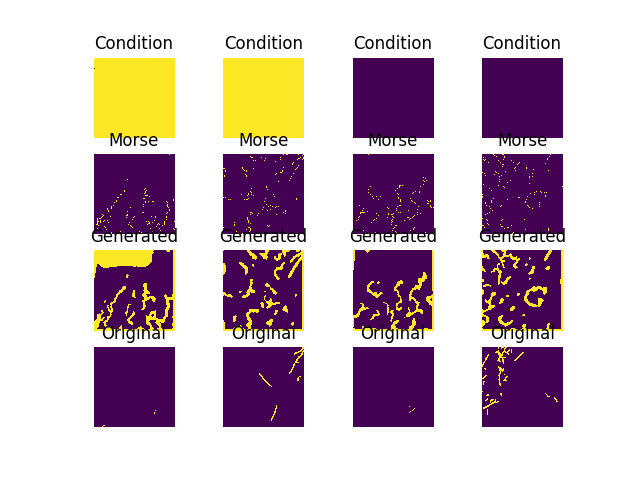 Condition Condition Condition Condition
Morse Morse Morse Morse
Generated Generated Generated Generated
Original Original Original Original